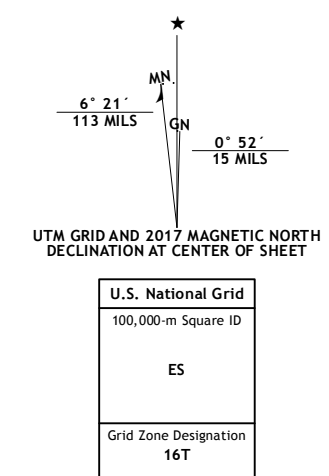 ★
MN.
6° 21´
113 MILS
GN
0° 52´
15 MILS
UTM GRID AND 2017 MAGNETIC NORTH
DECLINATION AT CENTER OF SHEET
U.S. National Grid
100,000-m Square ID
ES
Grid Zone Designation
16T